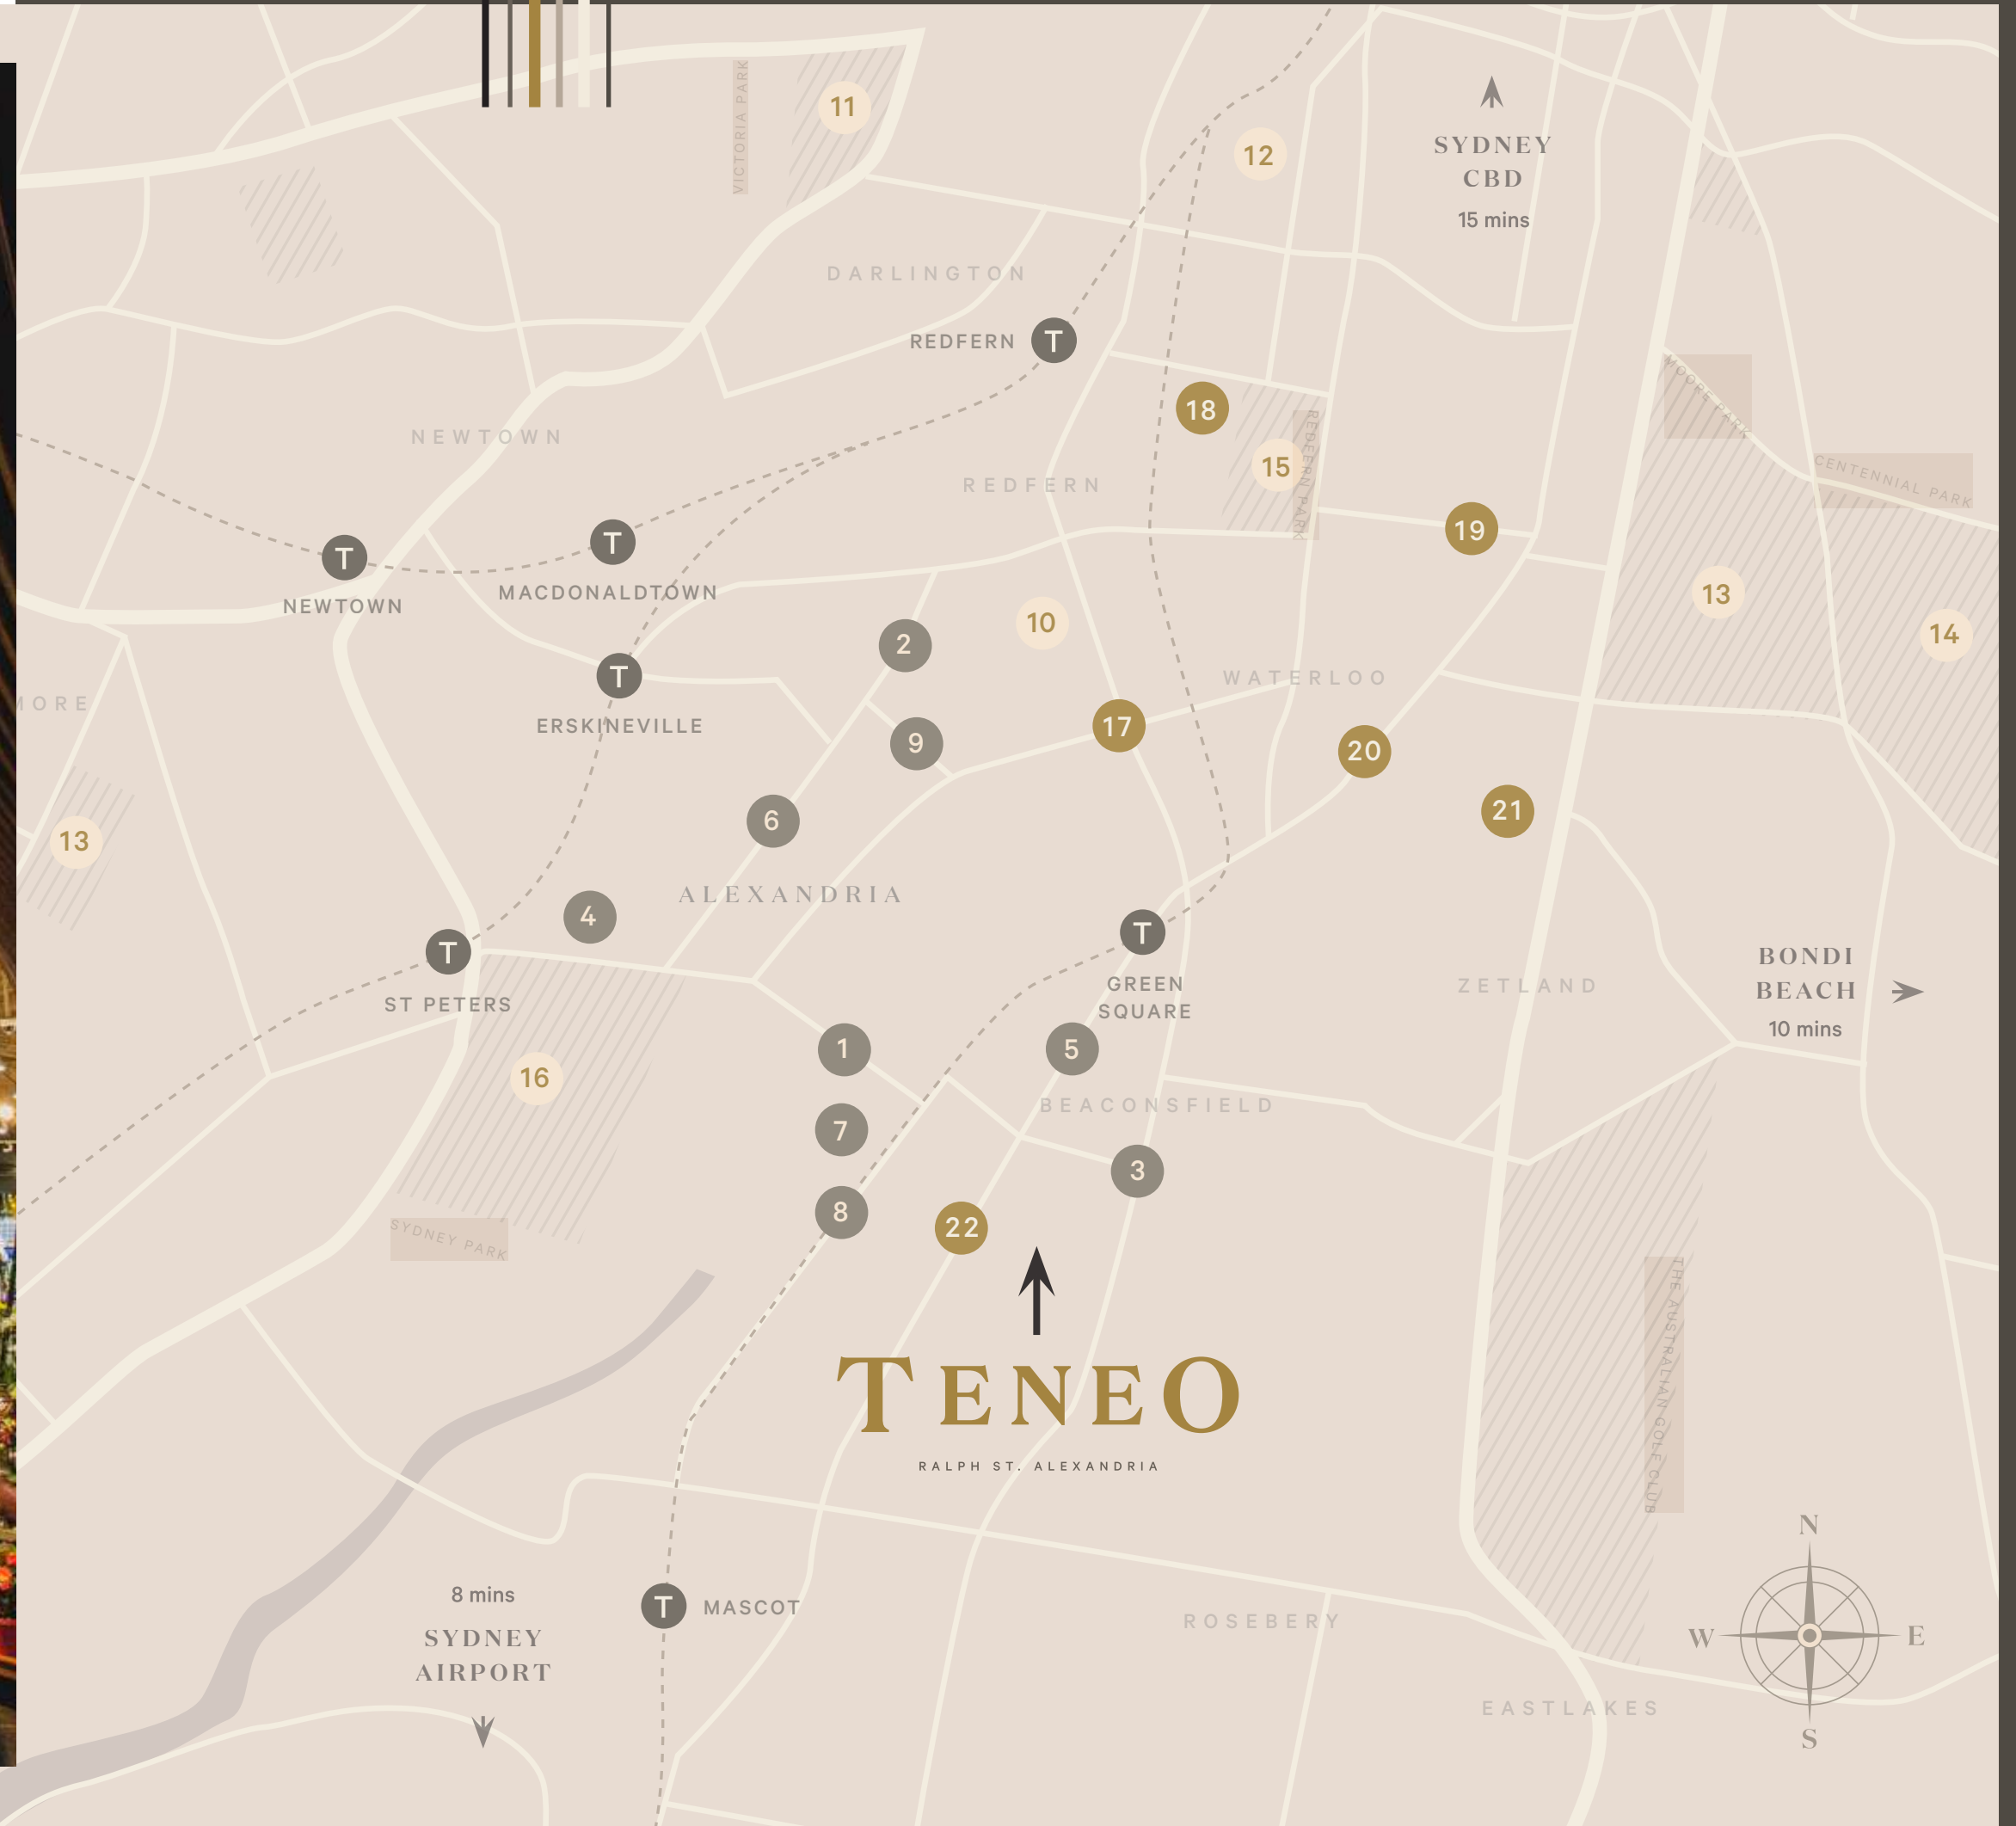 VICTORIA PARK
11
12
SYDNEY
CBD
15 mins
DARLINGTON
REDFERN
T
MOORE PARK
18
NEWTOWN
15
REDFERN PARK
CENTENNIAL PARK
REDFERN
19
T
T
MACDONALDTOWN
NEWTOWN
13
10
14
2
T
WATERLOO
MORE
ERSKINEVILLE
17
9
20
21
6
13
ALEXANDRIA
4
T
T
ST PETERS
GREEN
SQUARE
ZETLAND
BONDI
BEACH
10 mins
1
5
16
BEACONSFIELD
7
3
8
22
SYDNEY PARK
THE AUSTRALIAN GOLF CLUB
TENEO
RALPH ST. ALEXANDRIA
8 mins
SYDNEY
AIRPORT
T
MASCOT
ROSEBERY
EASTLAKES
N
W
E
S